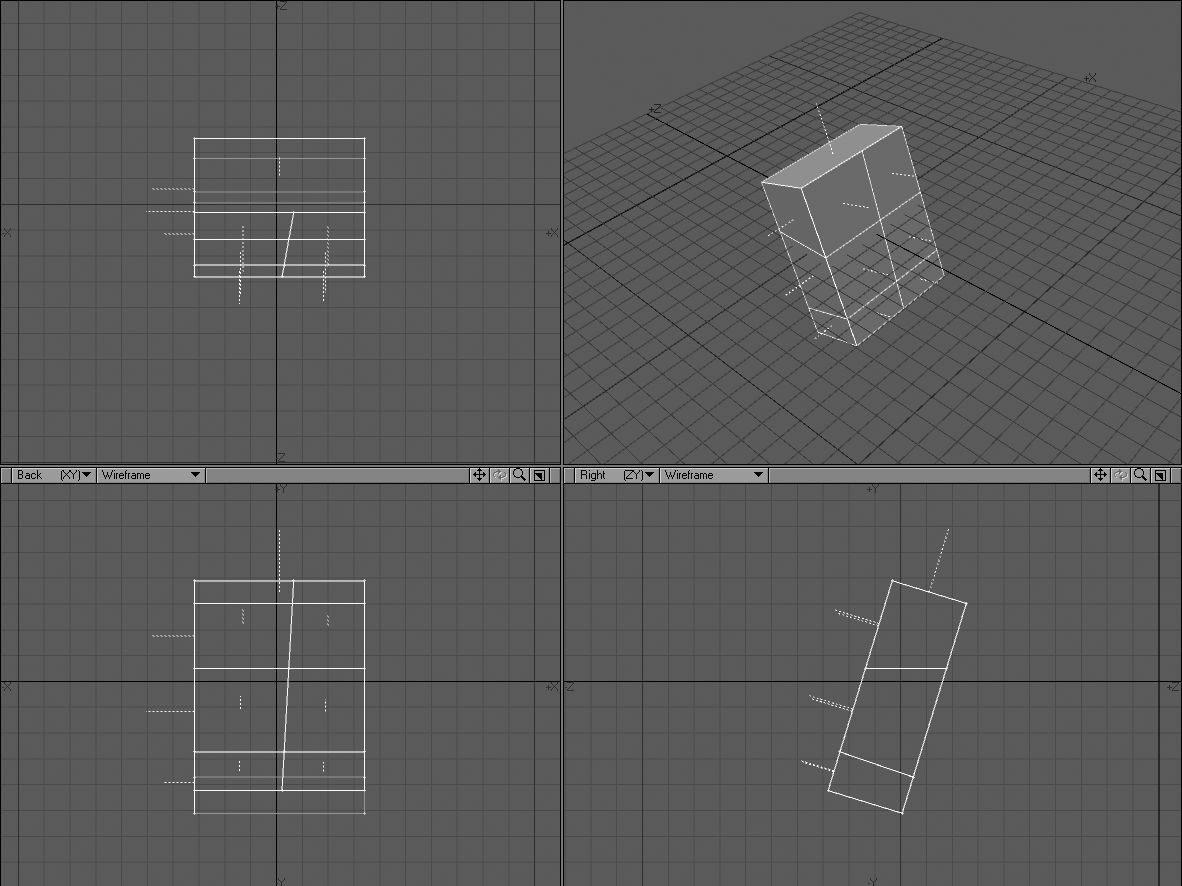 +Z
-X +X
-Z
+X
+Z
Back (XY) Wireframe
Right (ZY) Wireframe
+Y
-X +X
-Y
+Y
-Z +Z
-Y